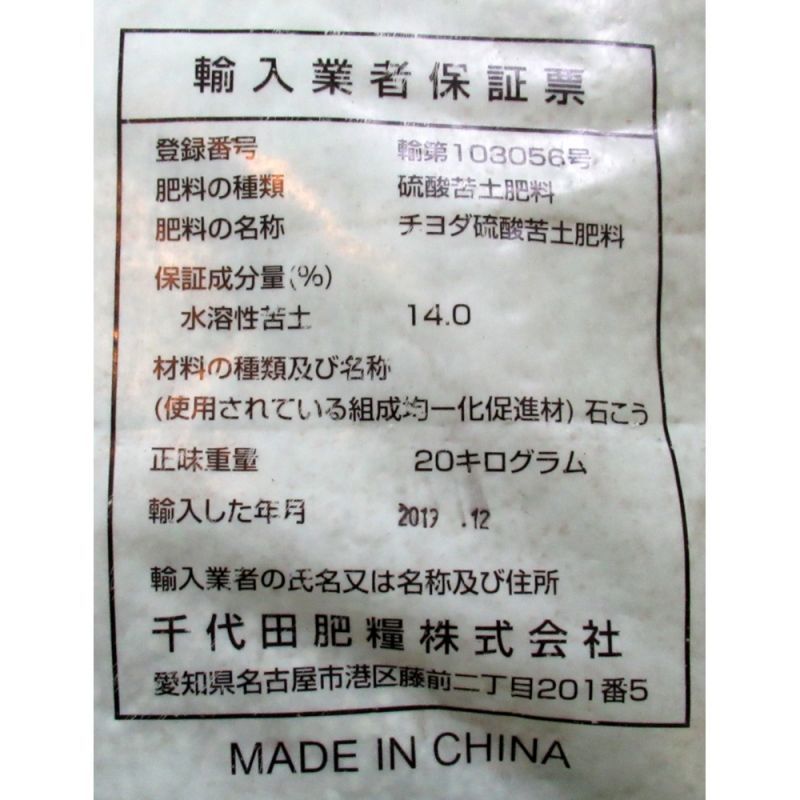 輸入業者保証票
登録番号 輸第103056号
肥料の種類 硫酸苦土肥料
肥料の名称 チヨダ硫酸苦土肥料
保証成分量(%)
水溶性苦土 14.0
材料の種類及び名称
(使用されている組成均一化促進材) 石こう
正味重量 20キログラム
輸入した年月 2019 .12
輸入業者の氏名又は名称及び住所
千代田肥糧株式会社
愛知県名古屋市港区藤前二丁目201番5
MADE IN CHINA